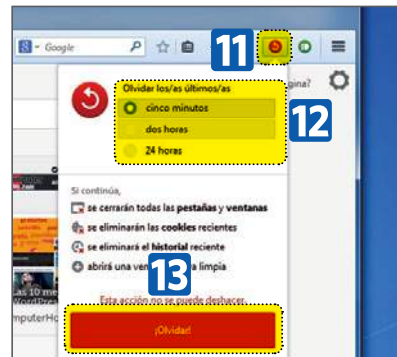 Google
11
gina?
Olvidar los/as últimos/as
cinco minutos
12
dos horas
24 horas
Si continúa,
se cerrarán todas las pestañas y ventanas
se eliminarán las cookies recientes
se eliminará el historial reciente
abrirá una ven a limpia
13
as 10 me
WordPres
Esta acción no se puede deshacer.
mputerHo
¡Olvidar!